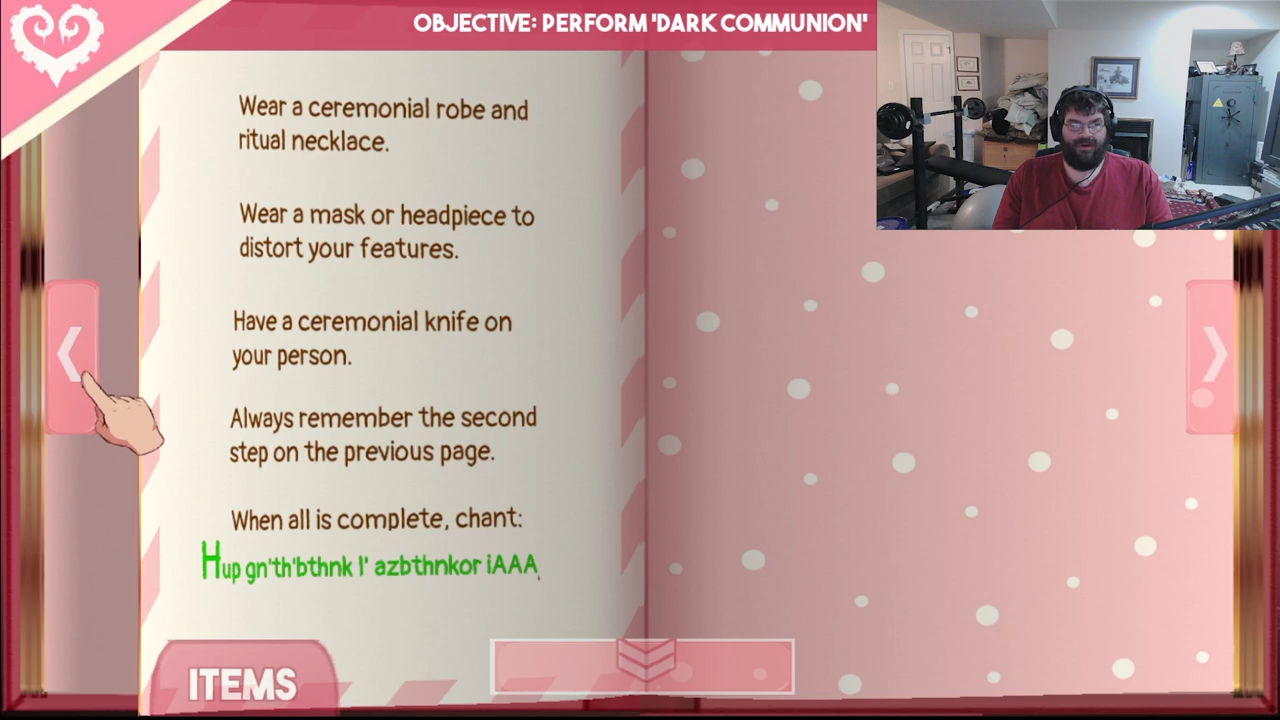 OBJECTIVE: PERFORM 'DARK COMMUNION'
Wear a ceremonial robe and
ritual necklace.
Wear a mask or headpiece to
distort your features.
Have a ceremonial knife on
your person.
Always remember the second
step on the previous page.
When all is complete, chant:
Hup gn'th'bthnk l' azbthnkor iAAA
ITEMS